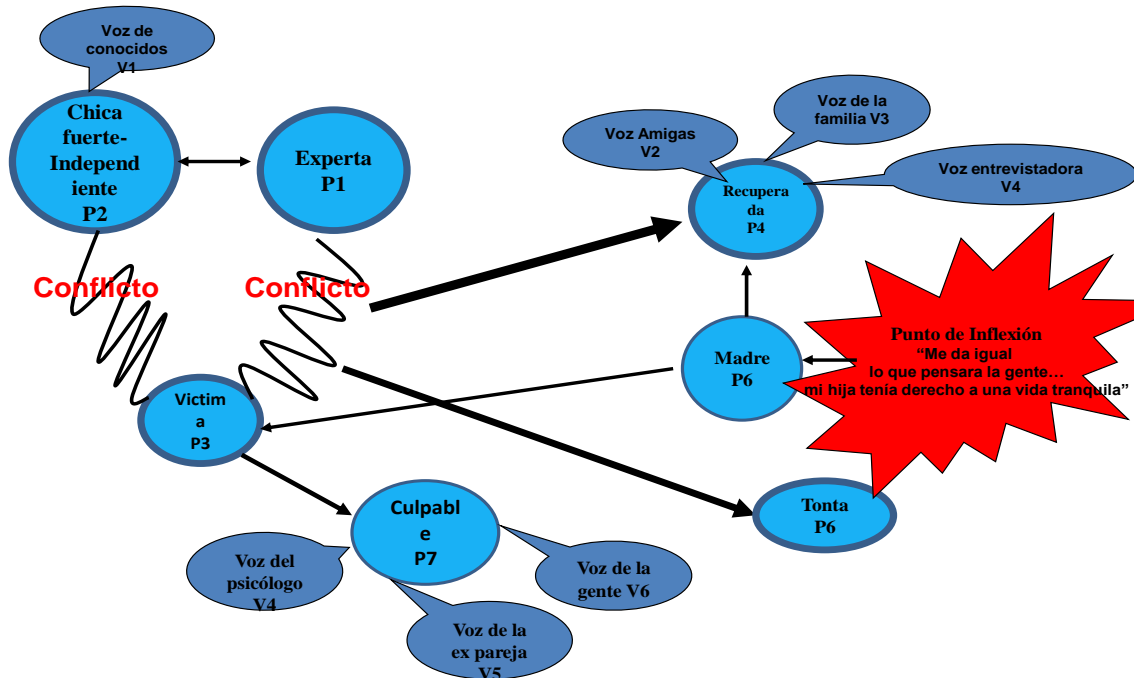 Voz de
conocidos
V1
Chica
fuerte-
Independ
iente
P2
Experta
P1
Voz Amigas
V2
Voz de la
familia V3
Voz entrevistadora
V4
Recupera
da
P4
Conflicto
Conflicto
Punto de Inflexión
“Me da igual
lo que pensara la gente…
mi hija tenía derecho a una vida tranquila”
Madre
P6
Victim
a
P3
Tonta
P6
Culpabl
e
P7
Voz del
psicólogo
V4
Voz de la
gente V6
Voz de la
ex pareja
V5